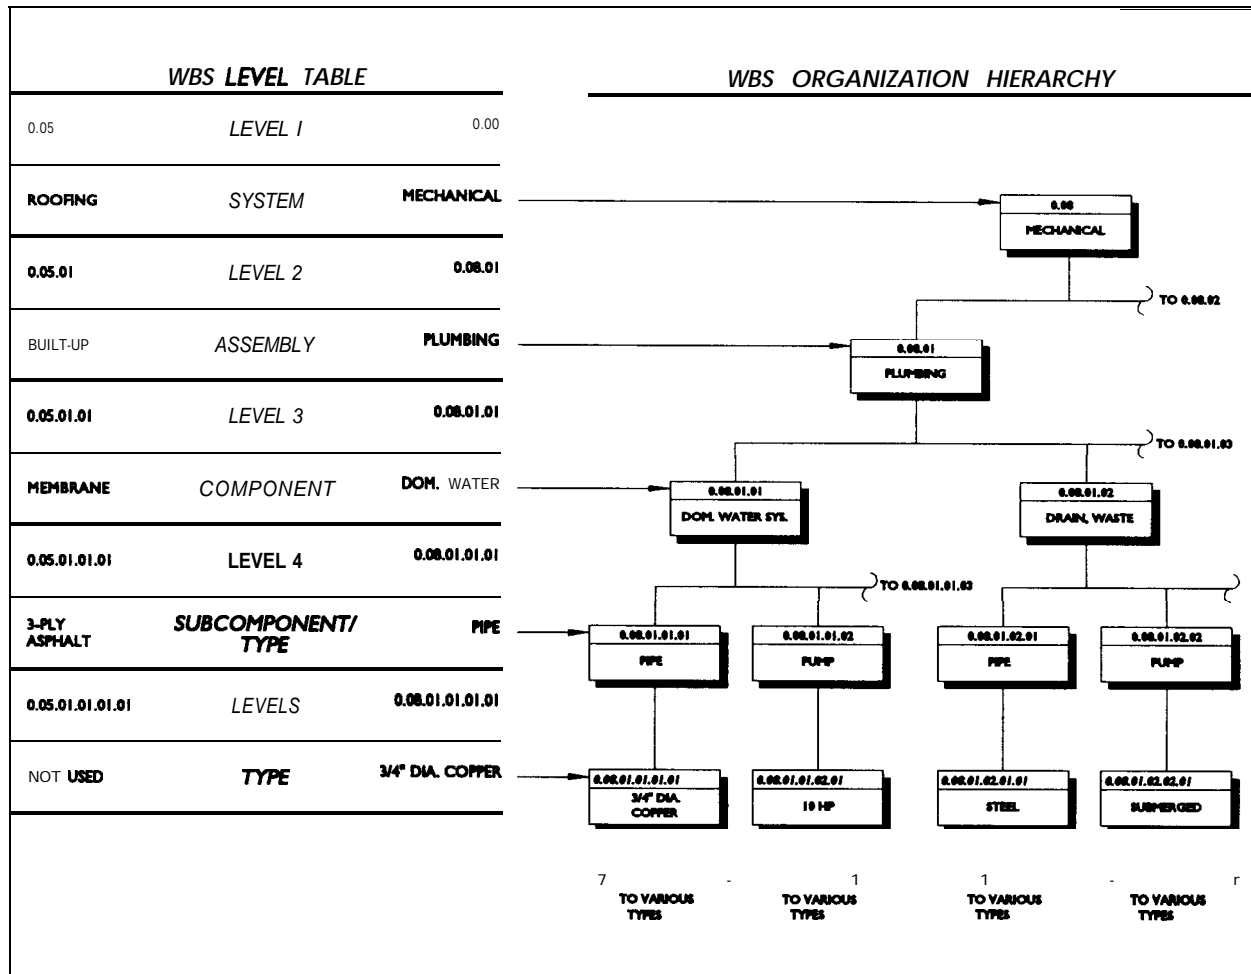 WBS LEVEL TABLE
WBS ORGANIZATION HIERARCHY
0.05 LEVEL I 0.00
ROOFING SYSTEM MECHANICAL
0.05.01 LEVEL 2 0.08.01
BUILT-UP ASSEMBLY PLUMBING
0.05.01.01 LEVEL 3 0.08.01.01
MEMBRANE COMPONENT DOM. WATER
0.05.01.01.01 LEVEL 4 0.08.01.01.01
3-PLY SUBCOMPONENT/ PIPE
ASPHALT TYPE
0.05.01.01.01.01 LEVELS 0.08.01.01.01.01
NOT USED TYPE 3/4" DIA. COPPER
0.08
MECHANICAL
TO 0.08.02
0.08.01
PLUMBING
TO 0.08.01.03
0.08.01.01
DOM. WATER SYS.
0.08.01.02
DRAIN, WASTE
TO 0.08.01.01.03
0.08.01.01.01
PIPE
0.08.01.01.02
PUMP
0.08.01.02.01
PIPE
0.08.01.02.02
PUMP
0.08.01.01.01.01
3/4" DIA.
COPPER
0.08.01.01.02.01
10 HP
0.08.01.02.01.01
STEEL
0.08.01.02.02.01
SUBMERGED
7 - 1 1 - r
TO VARIOUS
TYPES
TO VARIOUS
TYPES
TO VARIOUS
TYPES
TO VARIOUS
TYPES